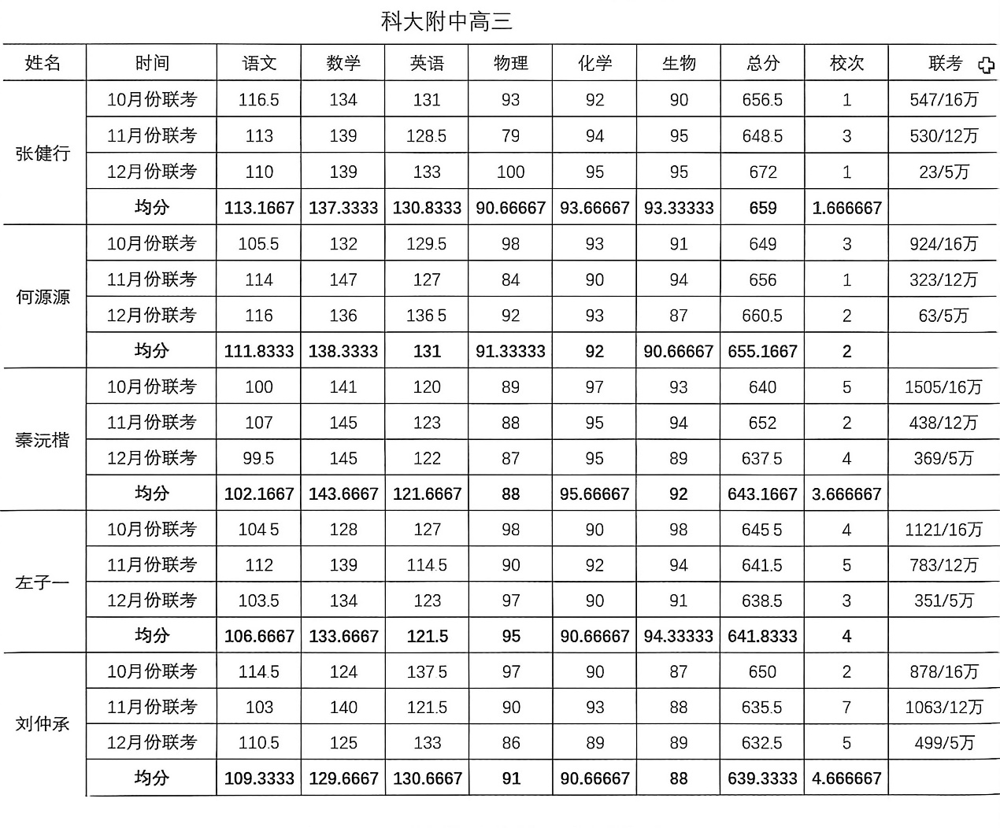 科大附中高三
姓名 时间 语文 数学 英语 物理 化学 生物 总分 校次 联考
张健行
10月份联考 116.5 134 131 93 92 90 656.5 1 547/16万
11月份联考 113 139 128.5 79 94 95 648.5 3 530/12万
12月份联考 110 139 133 100 95 95 672 1 23/5万
均分 113.1667 137.3333 130.8333 90.66667 93.66667 93.33333 659 1.666667
何源源
10月份联考 105.5 132 129.5 98 93 91 649 3 924/16万
11月份联考 114 147 127 84 90 94 656 1 323/12万
12月份联考 116 136 136 5 92 93 87 660.5 2 63/5万
均分 111.8333 138.3333 131 91.33333 92 90.66667 655.1667 2
秦沅楷
10月份联考 100 141 120 89 97 93 640 5 1505/16万
11月份联考 107 145 123 88 95 94 652 2 438/12万
12月份联考 99.5 145 122 87 95 89 637.5 4 369/5万
均分 102.1667 143.6667 121.6667 88 95.66667 92 643.1667 3.666667
左子一
10月份联考 104 5 128 127 98 90 98 645 5 4 1121/16万
11月份联考 112 139 114.5 90 92 94 641.5 5 783/12万
12月份联考 103.5 134 123 97 90 91 638.5 3 351/5万
均分 106.6667 133.6667 121.5 95 90.66667 94.33333 641.8333 4
刘仲承
10月份联考 114.5 124 137 5 97 90 87 650 2 878/16万
11月份联考 103 140 121.5 90 93 88 635.5 7 1063/12万
12月份联考 110.5 125 133 86 89 89 632.5 5 499/5万
均分 109.3333 129.6667 130.6667 91 90.66667 88 639.3333 4.666667